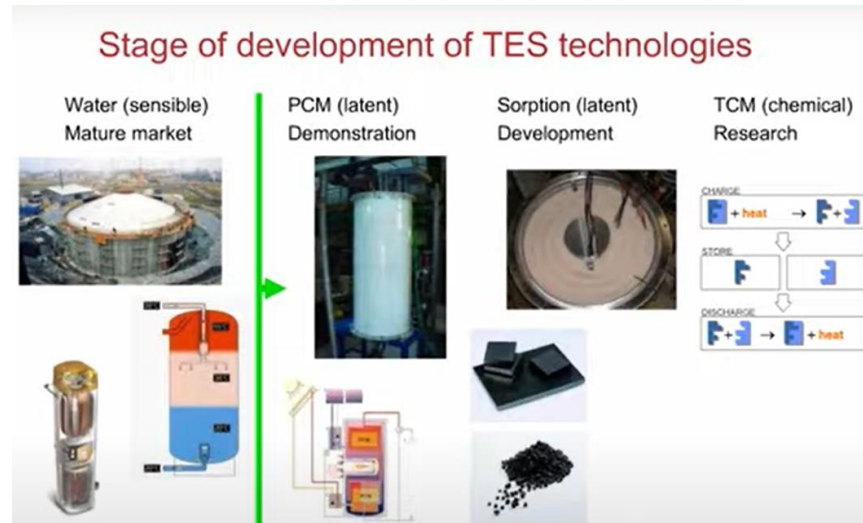 Stage of development of TES technologies
Water (sensible)
Mature market
PCM (latent)
Demonstration
Sorption (latent)
Development
TCM (chemical)
Research
CHARGE
+ heat → +
STORE
DISCHARGE
+ → + heat